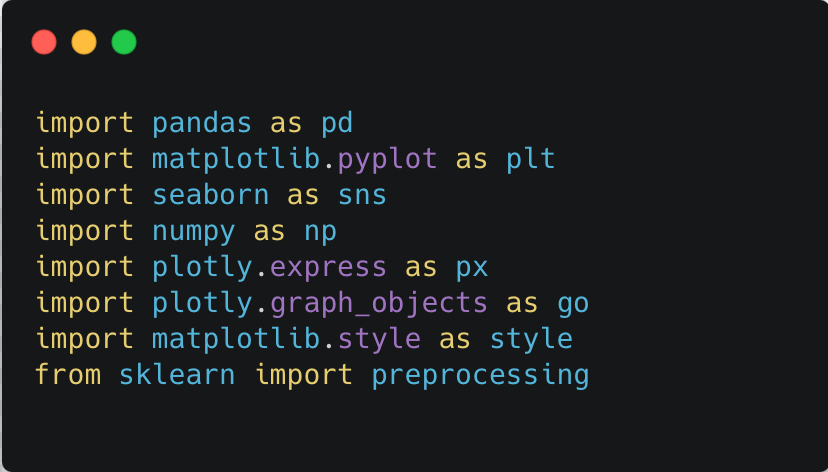 import pandas as pd
import matplotlib.pyplot as plt
import seaborn as sns
import numpy as np
import plotly.express as px
import plotly.graph_objects as go
import matplotlib.style as style
from sklearn import preprocessing